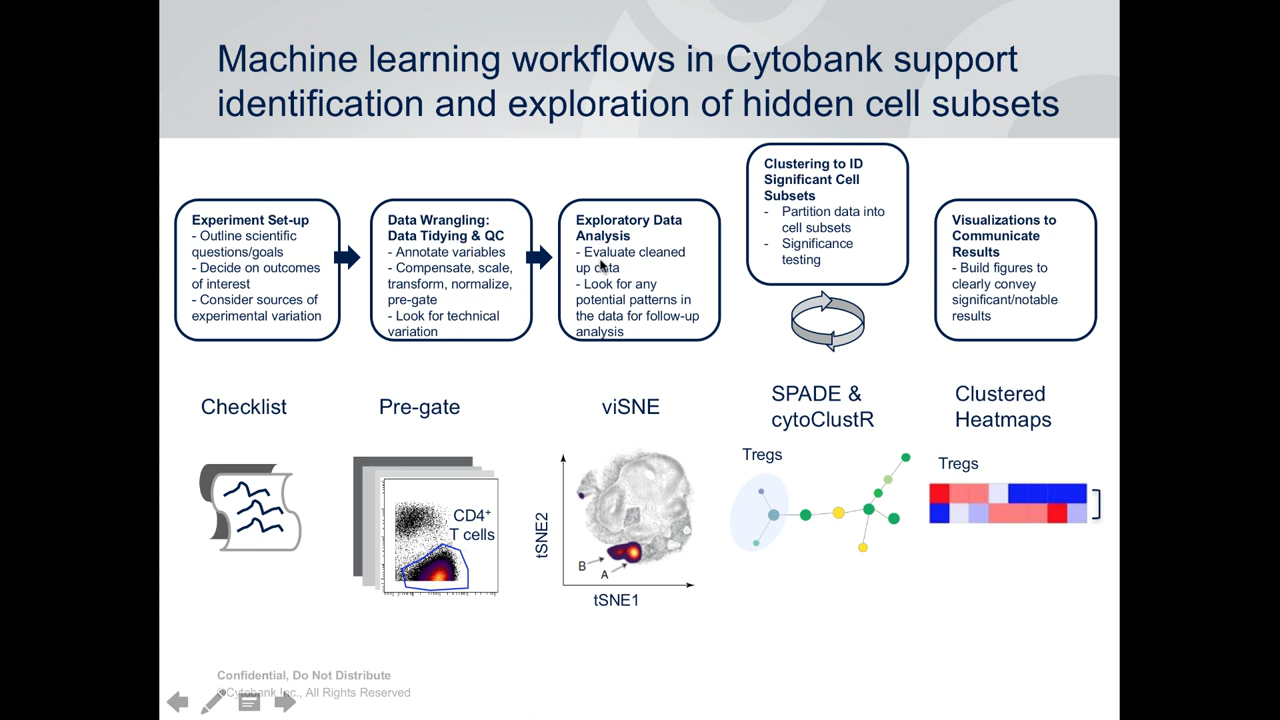 Machine learning workflows in Cytobank support
identification and exploration of hidden cell subsets
Experiment Set-up
- Outline scientific
questions/goals
- Decide on outcomes
of interest
- Consider sources of
experimental variation
Data Wrangling:
Data Tidying & QC
- Annotate variables
- Compensate, scale,
transform, normalize,
pre-gate
- Look for technical
variation
Exploratory Data
Analysis
- Evaluate cleaned
up data
- Look for any
potential patterns in
the data for follow-up
analysis
Clustering to ID
Significant Cell
Subsets
- Partition data into
cell subsets
- Significance
testing
Visualizations to
Communicate
Results
- Build figures to
clearly convey
significant/notable
results
Checklist
Pre-gate
viSNE
SPADE &
cytoClustR
Clustered
Heatmaps
CD4+
T cells
tSNE2
B
A
tSNE1
Tregs
Tregs
Confidential, Do Not Distribute
©Cytobank Inc., All Rights Reserved